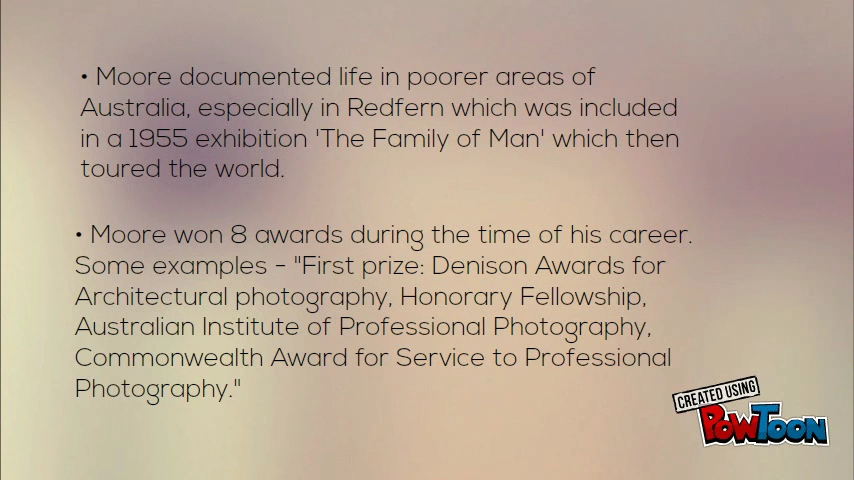 • Moore documented life in poorer areas of
Australia, especially in Redfern which was included
in a 1955 exhibition 'The Family of Man' which then
toured the world.
• Moore won 8 awards during the time of his career.
Some examples - "First prize: Denison Awards for
Architectural photography, Honorary Fellowship,
Australian Institute of Professional Photography,
Commonwealth Award for Service to Professional
Photography."
CREATED USING
POWTOON